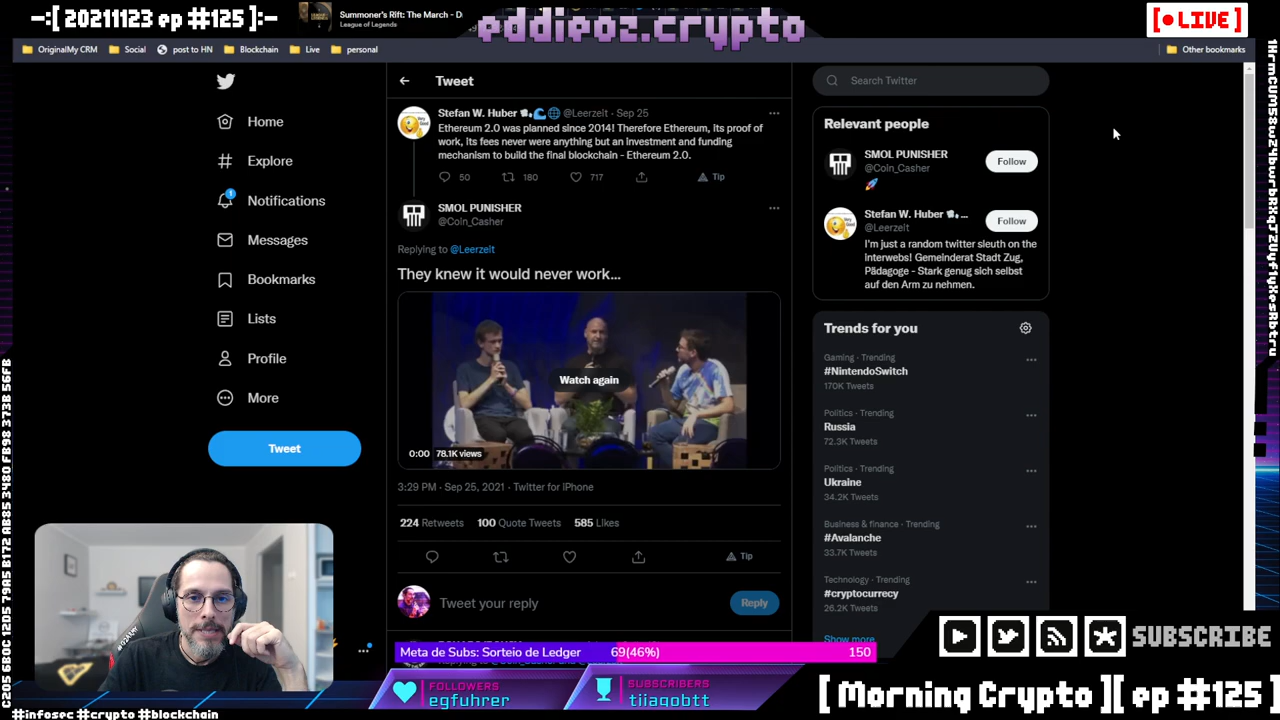 -:[ 20211123 ep #125 ]:-
Summoner's Rift: The March - D
League of Legends
eddieoz.crypto
[● LIVE]
OriginalMy CRM
Social
post to HN
Blockchain
Live
personal
Other bookmarks
Home
Explore
1
Notifications
Messages
Bookmarks
Lists
Profile
More
Tweet
Tweet
Stefan W. Huber @Leerzeit · Sep 25
Ethereum 2.0 was planned since 2014! Therefore Ethereum, its proof of
work, its fees never were anything but an investment and funding
mechanism to build the final blockchain - Ethereum 2.0.
50
180
717
Tip
SMOL PUNISHER
@Coin_Casher
Replying to @Leerzeit
They knew it would never work...
Watch again
0:00
78.1K views
3:29 PM · Sep 25, 2021 · Twitter for iPhone
224 Retweets
100 Quote Tweets
585 Likes
Tip
Tweet your reply
Reply
Search Twitter
Relevant people
SMOL PUNISHER
@Coin_Casher
Follow
Stefan W. Huber ...
@Leerzeit
Follow
I'm just a random twitter sleuth on the
Interwebs! Gemeinderat Stadt Zug,
Pädagoge - Stark genug sich selbst
auf den Arm zu nehmen.
Trends for you
Gaming · Trending
#NintendoSwitch
170K Tweets
Politics · Trending
Russia
72.3K Tweets
Politics · Trending
Ukraine
34.2K Tweets
Business & finance · Trending
#Avalanche
33.7K Tweets
Technology · Trending
#cryptocurrecy
26.2K Tweets
Show more
Meta de Subs: Sorteio de Ledger
69(46%)
150
FOLLOWERS
egfuhrer
SUBSCRIBERS
tiiagobtt
SUBSCRIBE
[ Morning Crypto ][ ep #125 ]
#infosec #crypto #blockchain